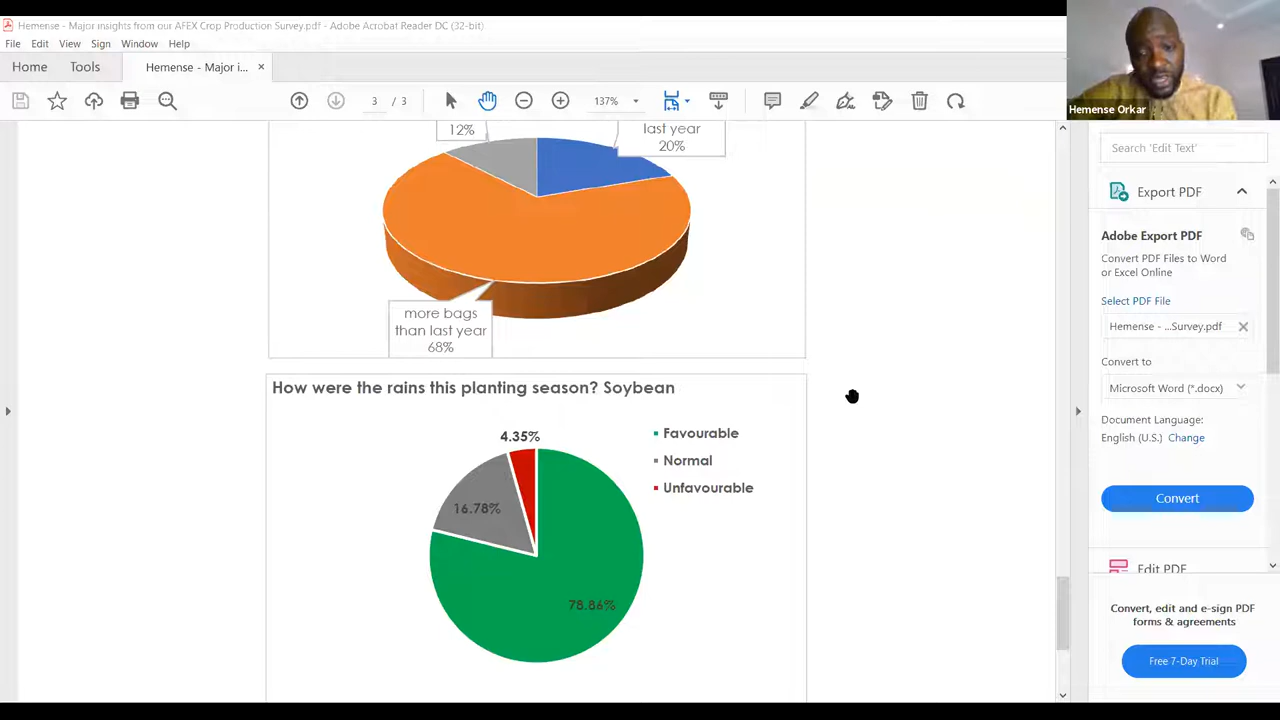 Hemense - Major insights from our AFEX Crop Production Survey.pdf - Adobe Acrobat Reader DC (32-bit)
File Edit View Sign Window Help
Home Tools Hemense - Major i... ×
3 / 3 137%
Hemense Orkar
12%
last year
20%
more bags
than last year
68%
How were the rains this planting season? Soybean
4.35%
16.78%
78.86%
Favourable
Normal
Unfavourable
Search 'Edit Text'
Export PDF
Adobe Export PDF
Convert PDF Files to Word
or Excel Online
Select PDF File
Hemense - ...Survey.pdf
Convert to
Microsoft Word (*.docx)
Document Language:
English (U.S.) Change
Convert
Edit PDF
Convert, edit and e-sign PDF
forms & agreements
Free 7-Day Trial